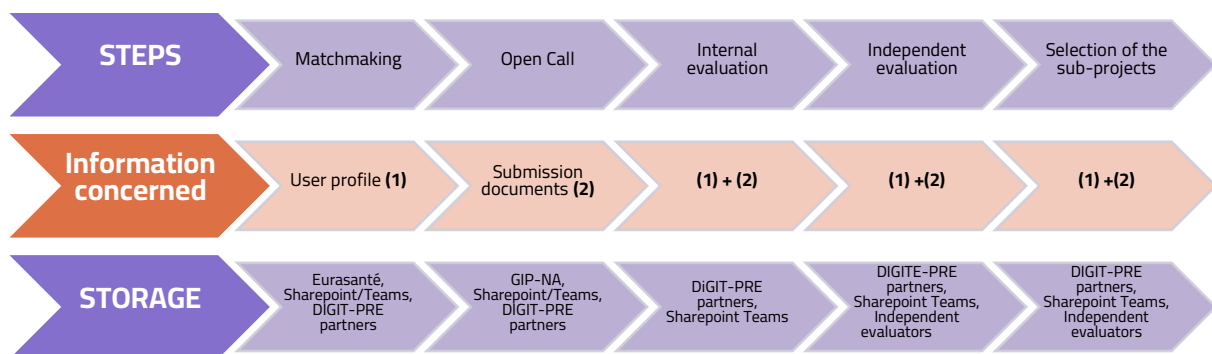 STEPS
Matchmaking
Open Call
Internal
evaluation
Independent
evaluation
Selection of the
sub-projects
Information
concerned
User profile (1)
Submission
documents (2)
(1) + (2)
(1) +(2)
(1) +(2)
STORAGE
Eurasanté,
Sharepoint/Teams,
DIGIT-PRE
partners
GIP-NA,
Sharepoint/Teams,
DIGIT-PRE
partners
DiGIT-PRE
partners,
Sharepoint Teams
DIGITE-PRE
partners,
Sharepoint Teams,
Independent
evaluators
DIGIT-PRE
partners,
Sharepoint Teams,
Independent
evaluators